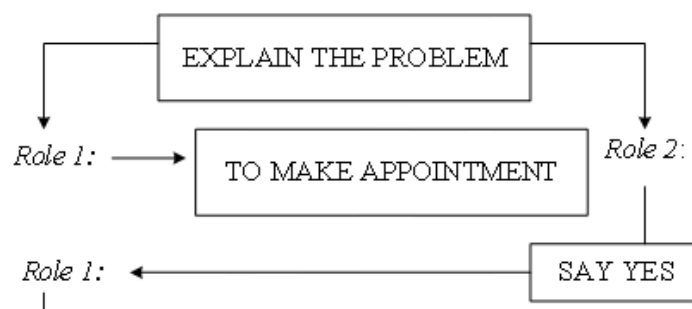 EXPLAIN THE PROBLEM
Role 1:
TO MAKE APPOINTMENT
Role 2:
Role 1:
SAY YES